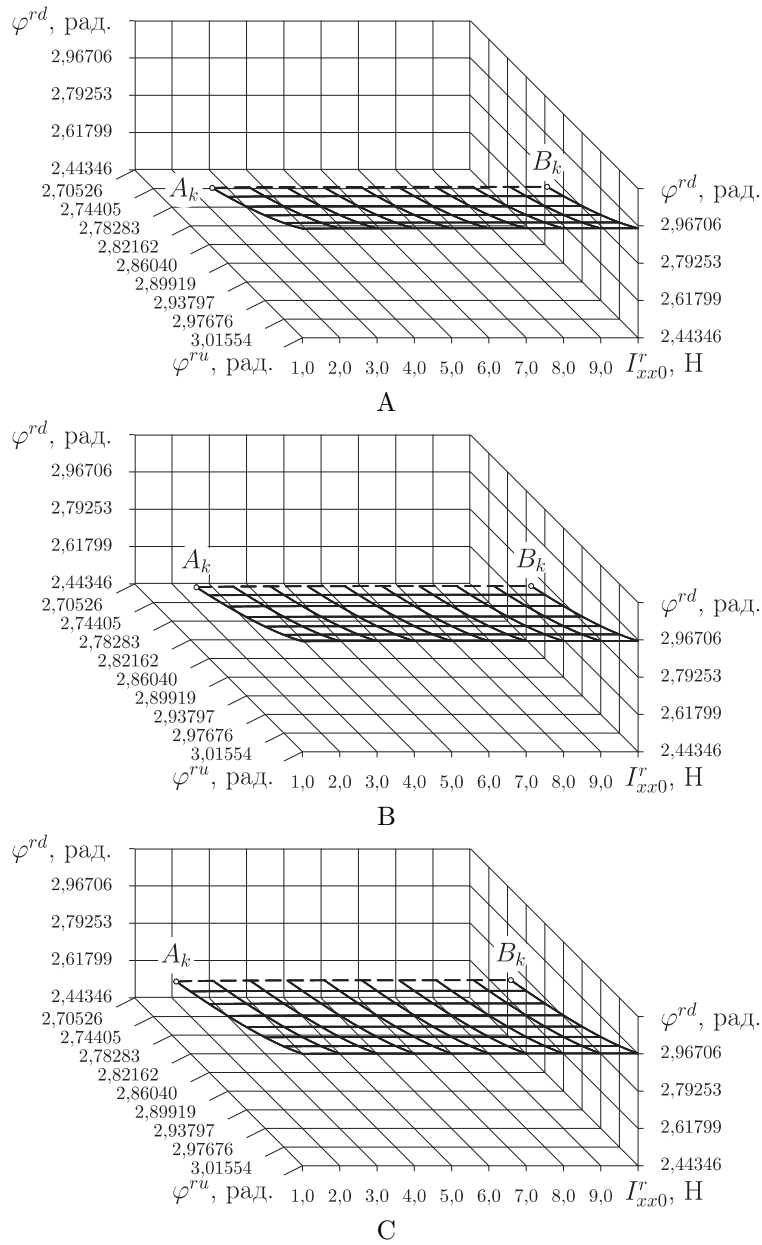 φ^{rd}, рад.
2,96706
2,79253
2,61799
2,44346
2,70526
2,74405
2,78283
2,82162
2,86040
2,89919
2,93797
2,97676
3,01554
φ^{ru}, рад.
A_k
B_k
φ^{rd}, рад.
2,96706
2,79253
2,61799
2,44346
1,0 2,0 3,0 4,0 5,0 6,0 7,0 8,0 9,0 I^r_{xx0}, Н
A
φ^{rd}, рад.
2,96706
2,79253
2,61799
2,44346
2,70526
2,74405
2,78283
2,82162
2,86040
2,89919
2,93797
2,97676
3,01554
φ^{ru}, рад.
A_k
B_k
φ^{rd}, рад.
2,96706
2,79253
2,61799
2,44346
1,0 2,0 3,0 4,0 5,0 6,0 7,0 8,0 9,0 I^r_{xx0}, Н
B
φ^{rd}, рад.
2,96706
2,79253
2,61799
2,44346
2,70526
2,74405
2,78283
2,82162
2,86040
2,89919
2,93797
2,97676
3,01554
φ^{ru}, рад.
A_k
B_k
φ^{rd}, рад.
2,96706
2,79253
2,61799
2,44346
1,0 2,0 3,0 4,0 5,0 6,0 7,0 8,0 9,0 I^r_{xx0}, Н
C